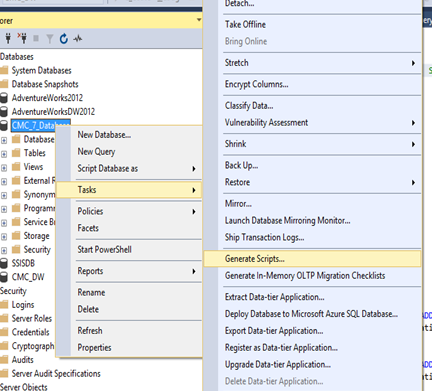 orer
Databases
System Databases
Database Snapshots
AdventureWorks2012
AdventureWorksDW2012
CMC_7_Database
Database
Tables
Views
External R
Synonym
Programm
Service Br
Storage
Security
SSISDB
CMC_DW
Security
Logins
Server Roles
Credentials
Cryptograph
Audits
Server Audit Specifications
Server Objects
New Database...
New Query
Script Database as
Tasks
Policies
Facets
Start PowerShell
Reports
Rename
Delete
Refresh
Properties
Detach...
Take Offline
Bring Online
Stretch
Encrypt Columns...
Classify Data...
Vulnerability Assessment
Shrink
Back Up...
Restore
Mirror...
Launch Database Mirroring Monitor...
Ship Transaction Logs...
Generate Scripts...
Generate In-Memory OLTP Migration Checklists
Extract Data-tier Application...
Deploy Database to Microsoft Azure SQL Database...
Export Data-tier Application...
Register as Data-tier Application...
Upgrade Data-tier Application...
Delete Data-tier Application...